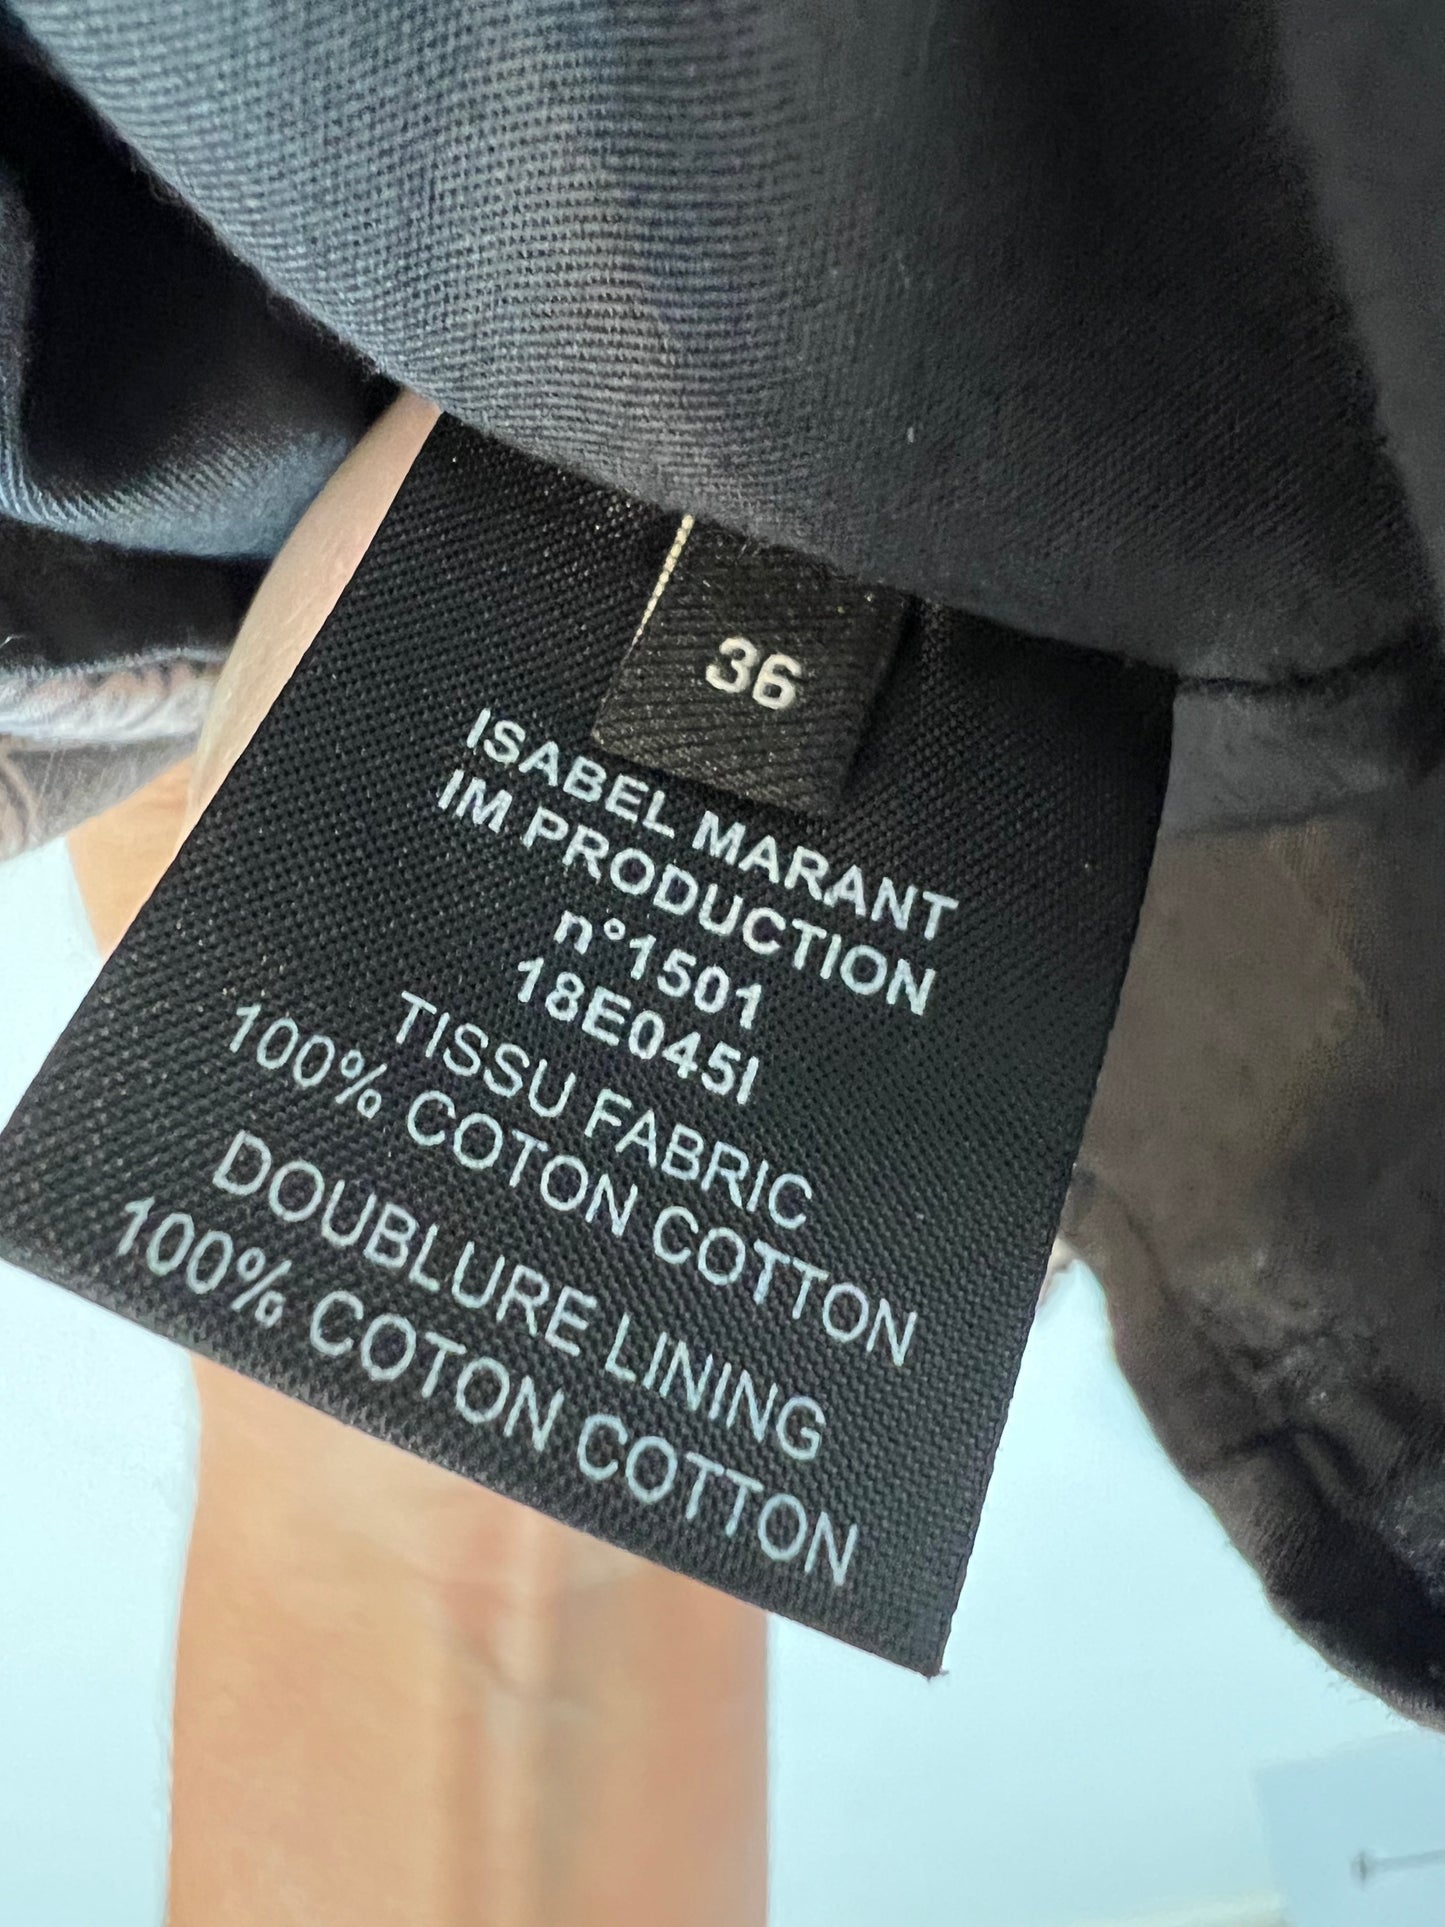 36
ISABEL MARANT
IM PRODUCTION
n°1501
18E045I
TISSU FABRIC
100% COTON COTTON
DOUBLURE LINING
100% COTON COTTON